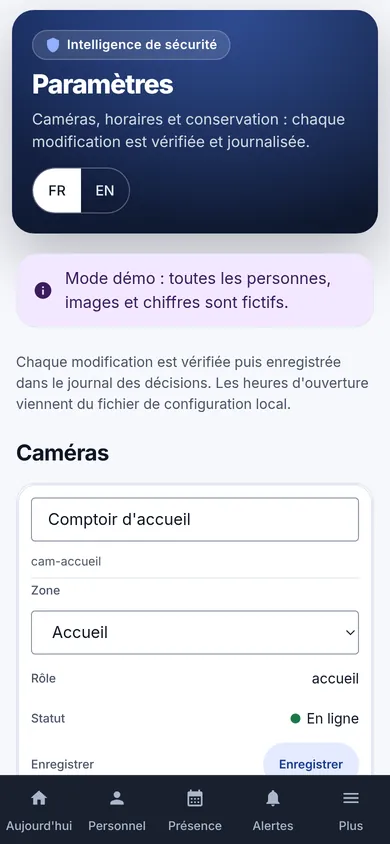 Intelligence de sécurité
Paramètres
Caméras, horaires et conservation : chaque
modification est vérifiée et journalisée.
FR EN
Mode démo : toutes les personnes,
images et chiffres sont fictifs.
Chaque modification est vérifiée puis enregistrée
dans le journal des décisions. Les heures d'ouverture
viennent du fichier de configuration local.
Caméras
Comptoir d'accueil
cam-accueil
Zone
Accueil
Rôle accueil
Statut En ligne
Enregistrer Enregistrer
Aujourd'hui Personnel Présence Alertes Plus